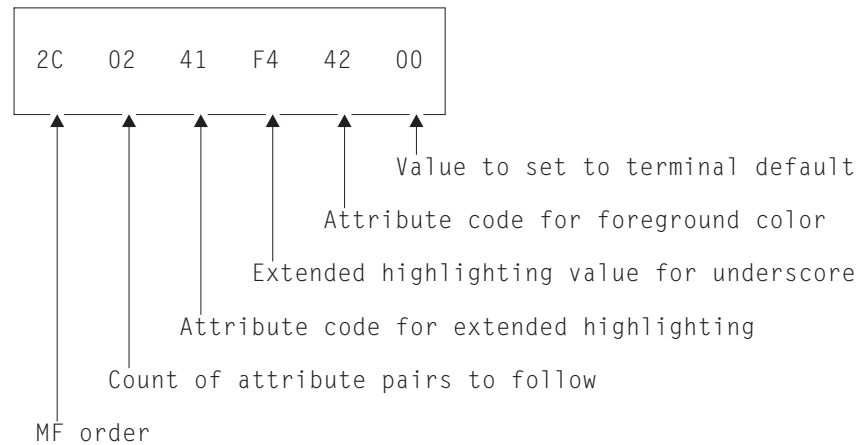 2C 02 41 F4 42 00
Value to set to terminal default
Attribute code for foreground color
Extended highlighting value for underscore
Attribute code for extended highlighting
Count of attribute pairs to follow
MF order